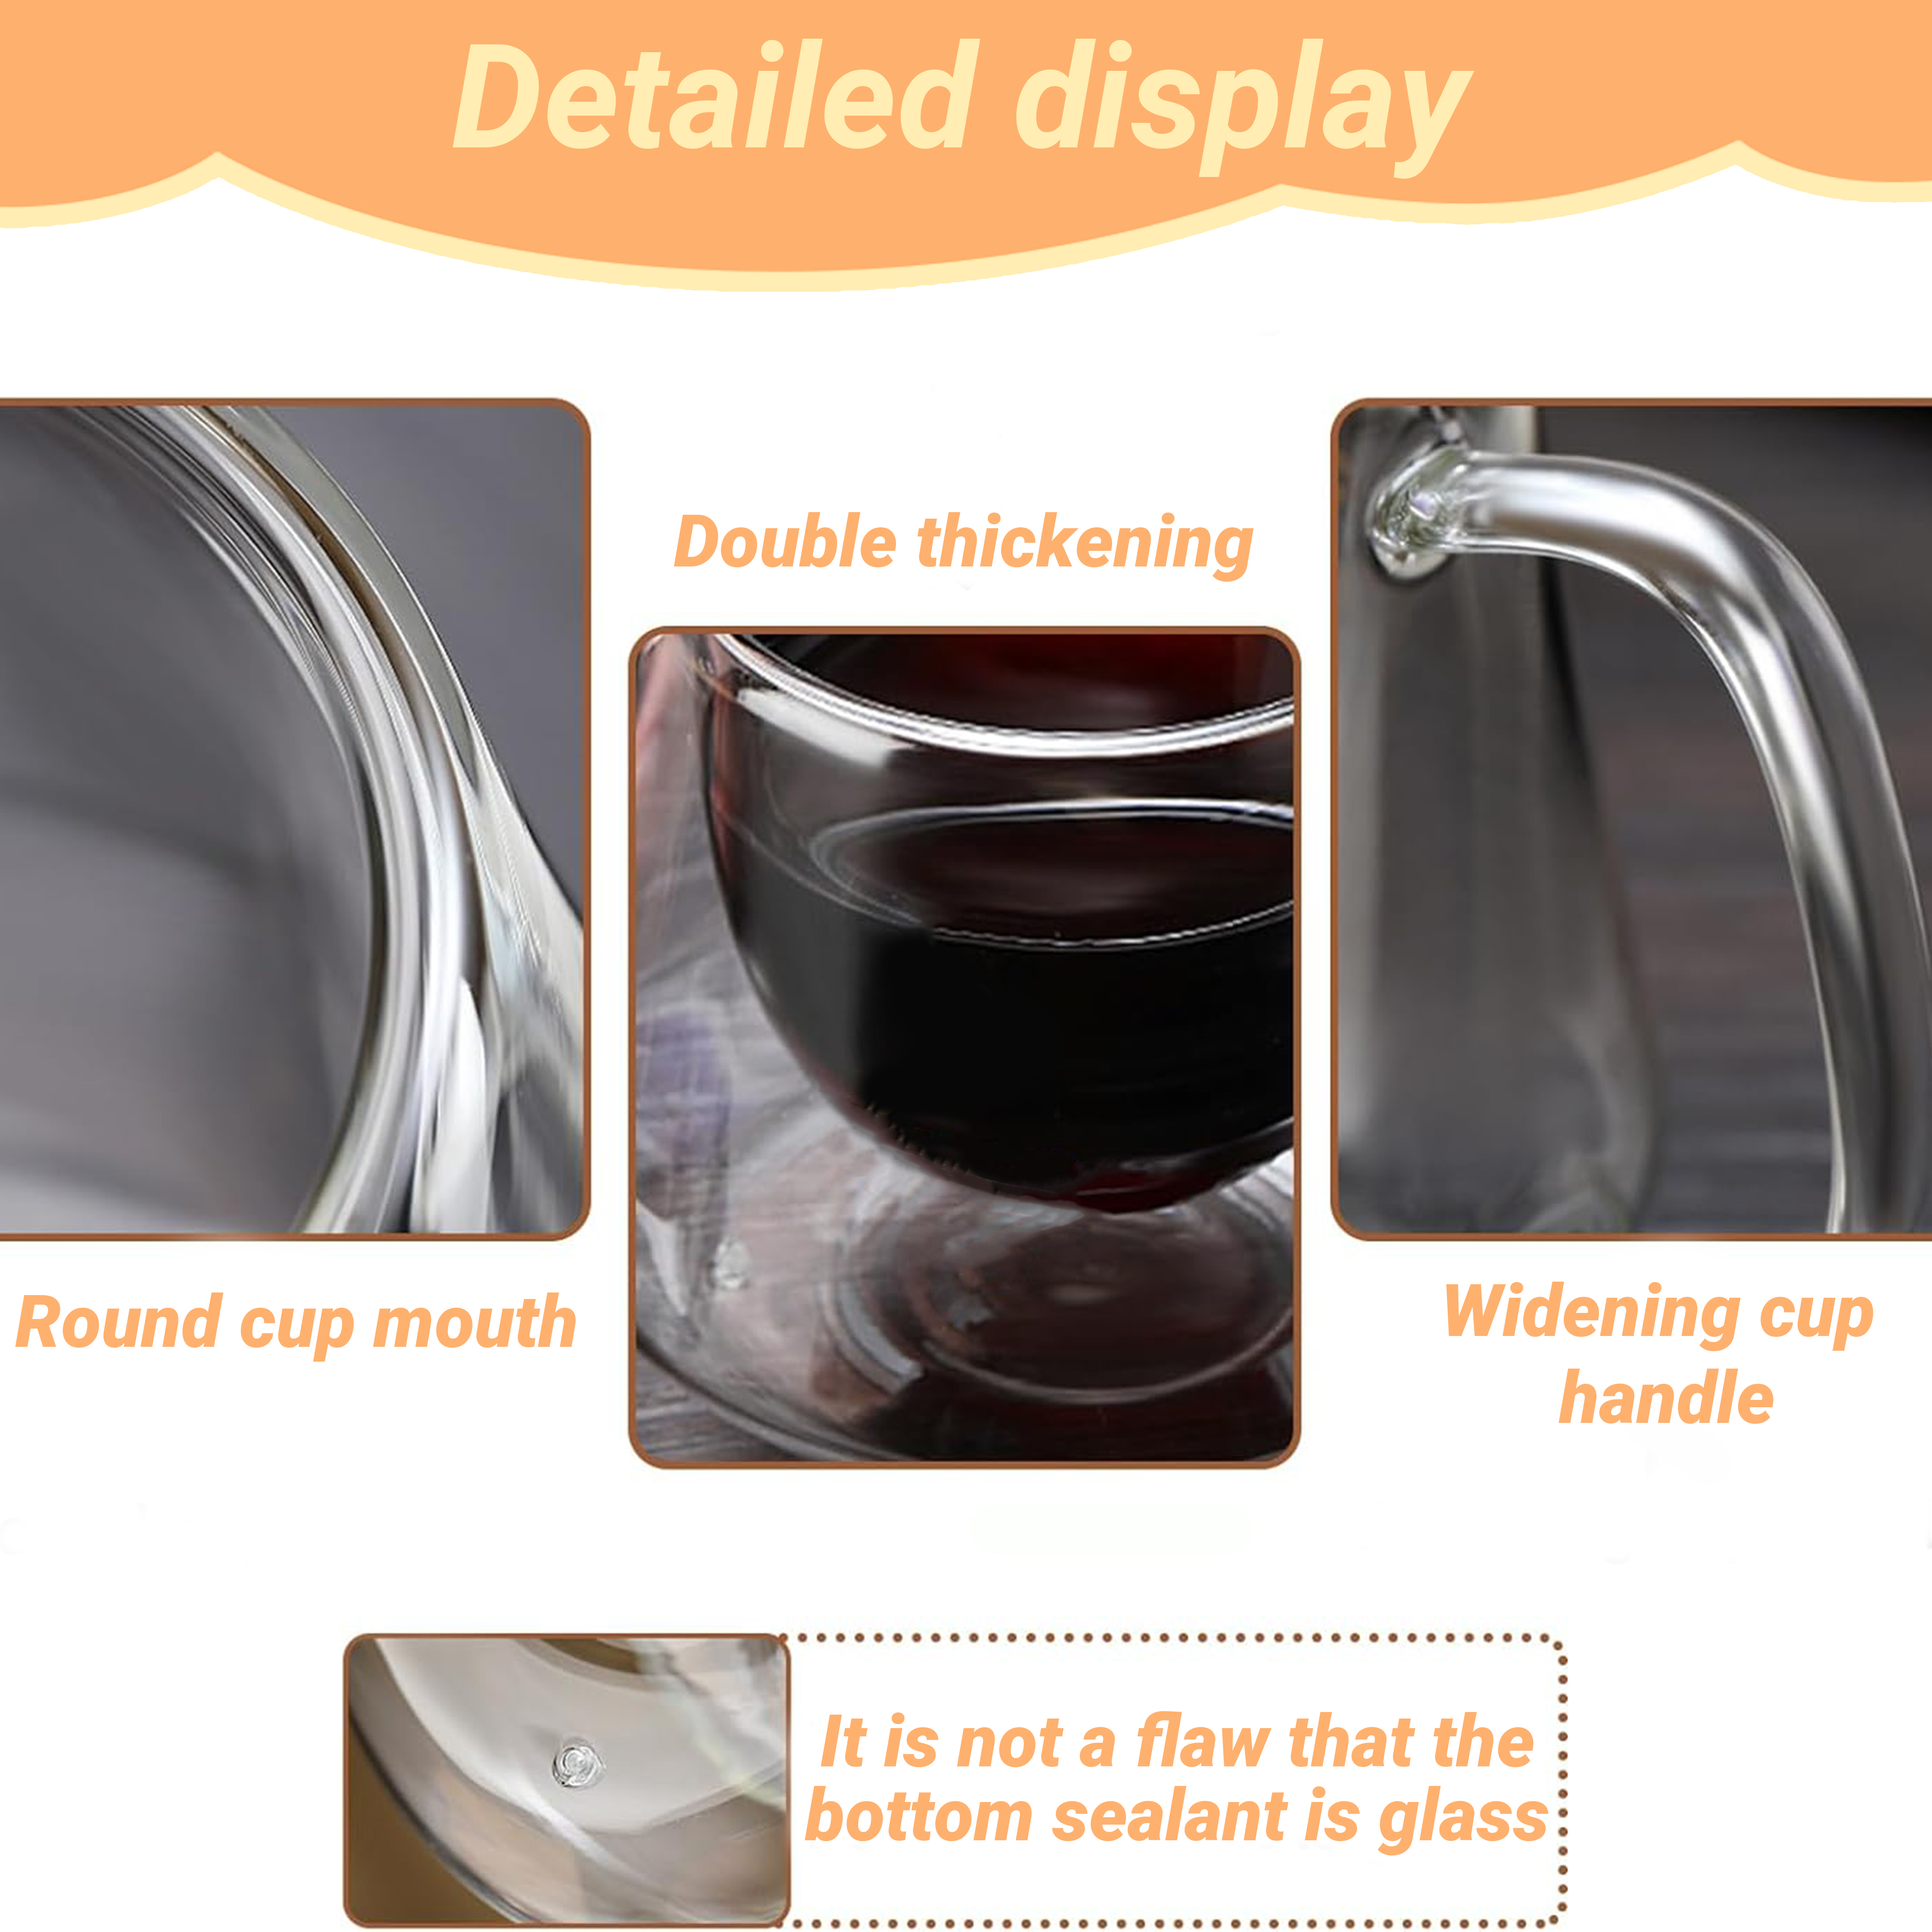 Detailed display
Double thickening
Round cup mouth
Widening cup
handle
It is not a flaw that the
bottom sealant is glass